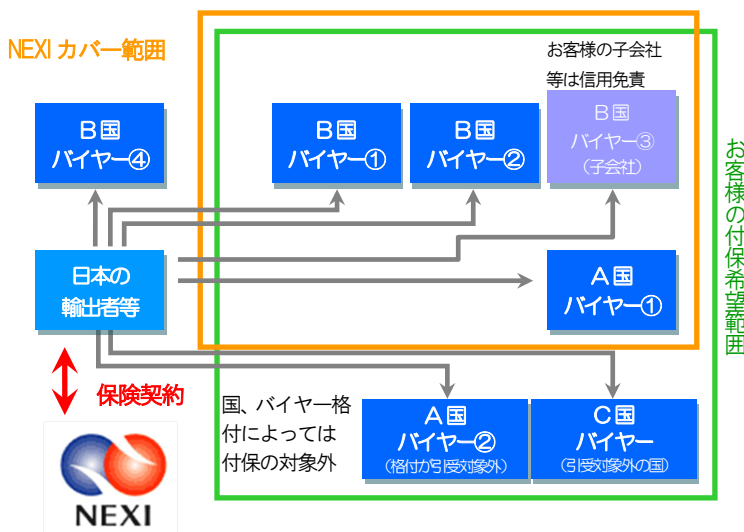 NEXI カバー範囲
お客様の子会社
等は信用免責
B国
バイヤー④
B国
バイヤー①
B国
バイヤー②
B国
バイヤー③
（子会社）
お客様の付保希望範囲
日本の
輸出者等
A国
バイヤー①
保険契約
国、バイヤー格
付によっては
付保の対象外
A国
バイヤー②
（格付が引受対象外）
C国
バイヤー
（引受対象外の国）
NEXI